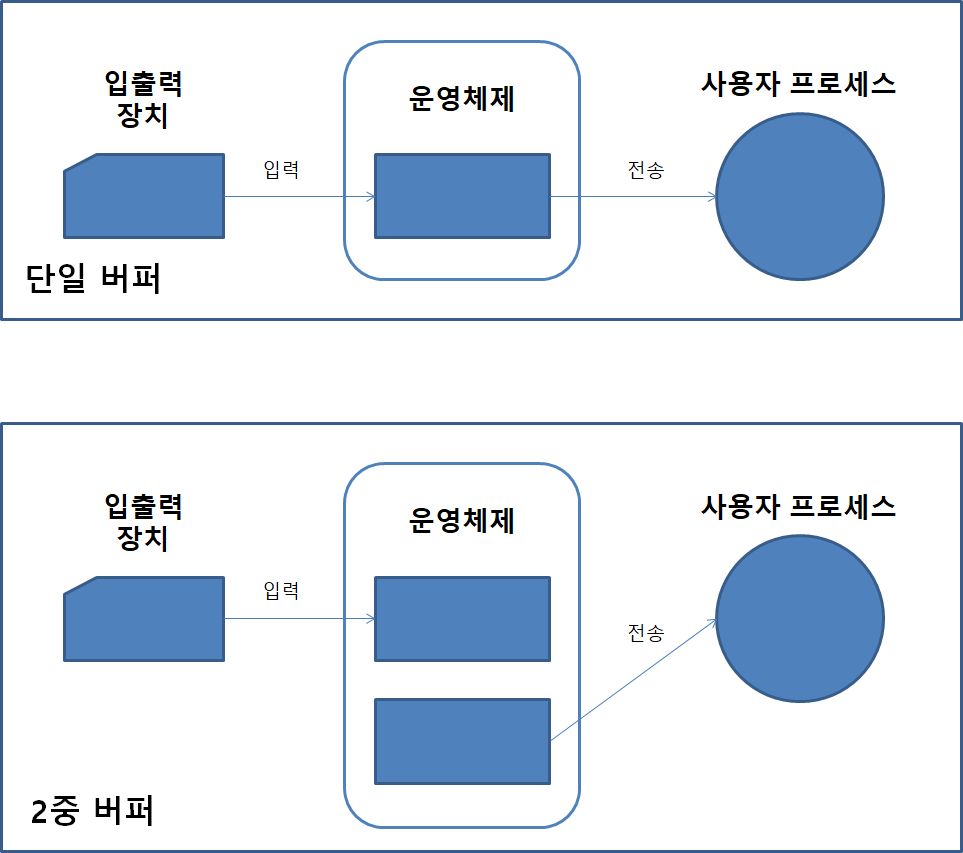 입출력
장치
운영체제
사용자 프로세스
입력
전송
단일 버퍼
입출력
장치
운영체제
사용자 프로세스
입력
전송
2중 버퍼